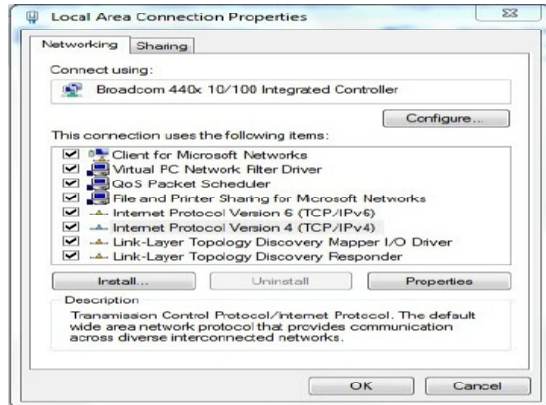 Local Area Connection Properties
Networking
Sharing
Connect using:
Broadcom 440x 10/100 Integrated Controller
Configure...
This connection uses the following items:
Client for Microsoft Networks
Virtual PC Network Filter Driver
QoS Packet Scheduler
File and Printer Sharing for Microsoft Networks
Internet Protocol Version 6 (TCP/IPv6)
Internet Protocol Version 4 (TCP/IPv4)
Link-Layer Topology Discovery Mapper I/O Driver
Link-Layer Topology Discovery Responder
Install...
Uninstall
Properties
Description
Transmission Control Protocol/Internet Protocol. The default
wide area network protocol that provides communication
across diverse interconnected networks.
OK
Cancel